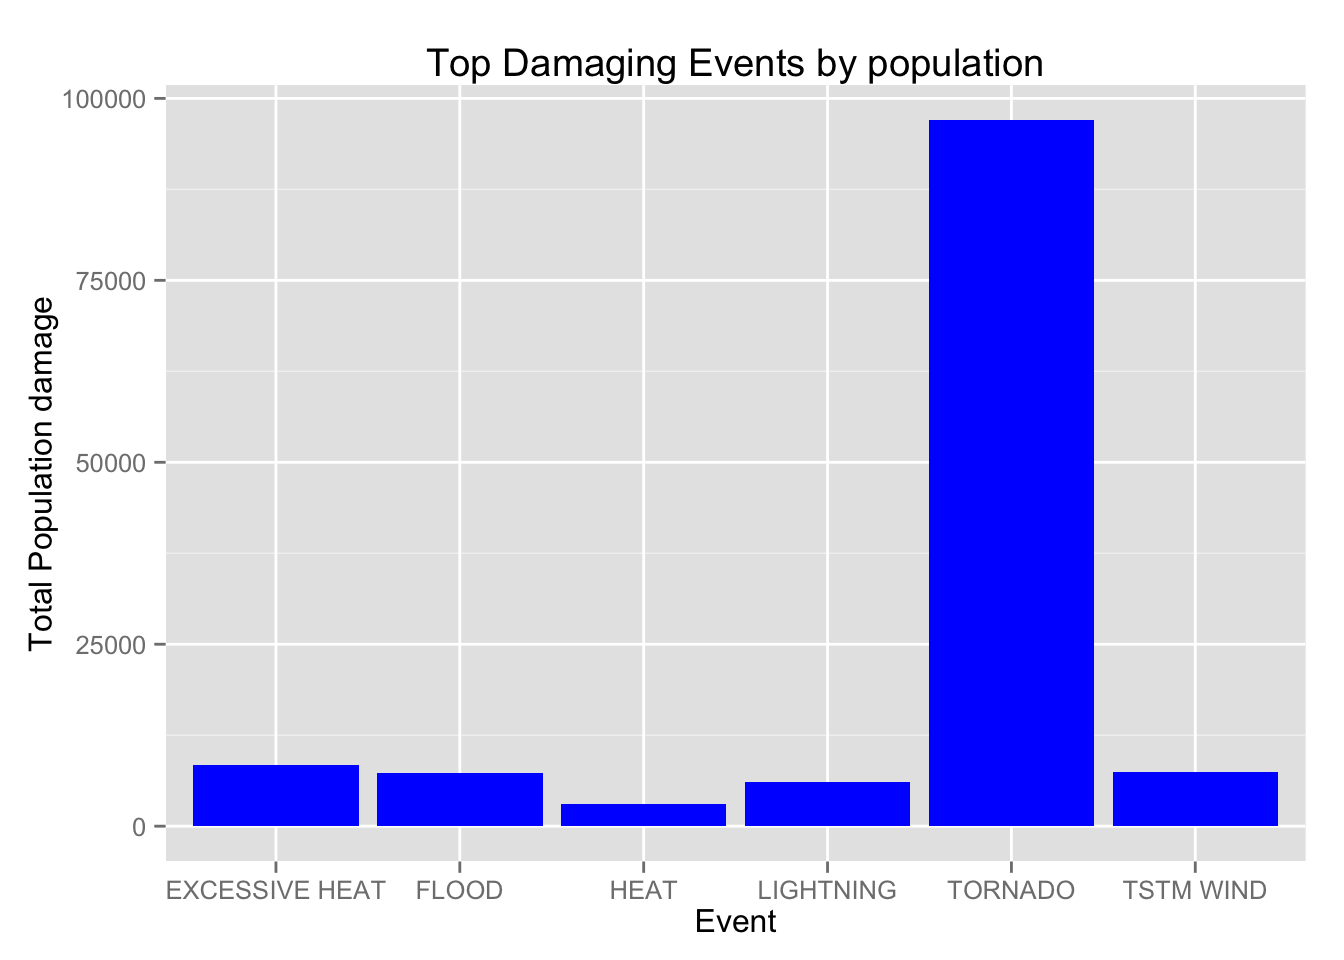 Top Damaging Events by population
Total Population damage
100000
75000
50000
25000
0
EXCESSIVE HEAT FLOOD HEAT LIGHTNING TORNADO TSTM WIND
Event